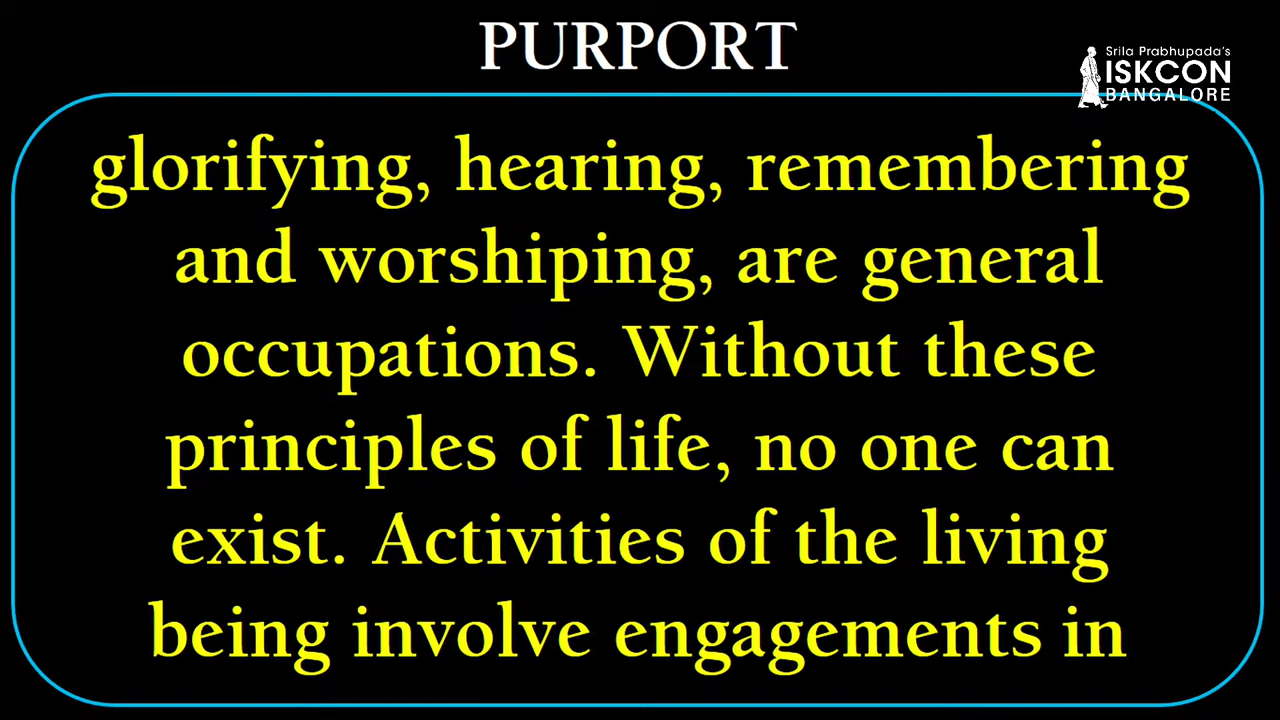 PURPORT
Srila Prabhupada's
ISKCON
BANGALORE
glorifying, hearing, remembering
and worshiping, are general
occupations. Without these
principles of life, no one can
exist. Activities of the living
being involve engagements in